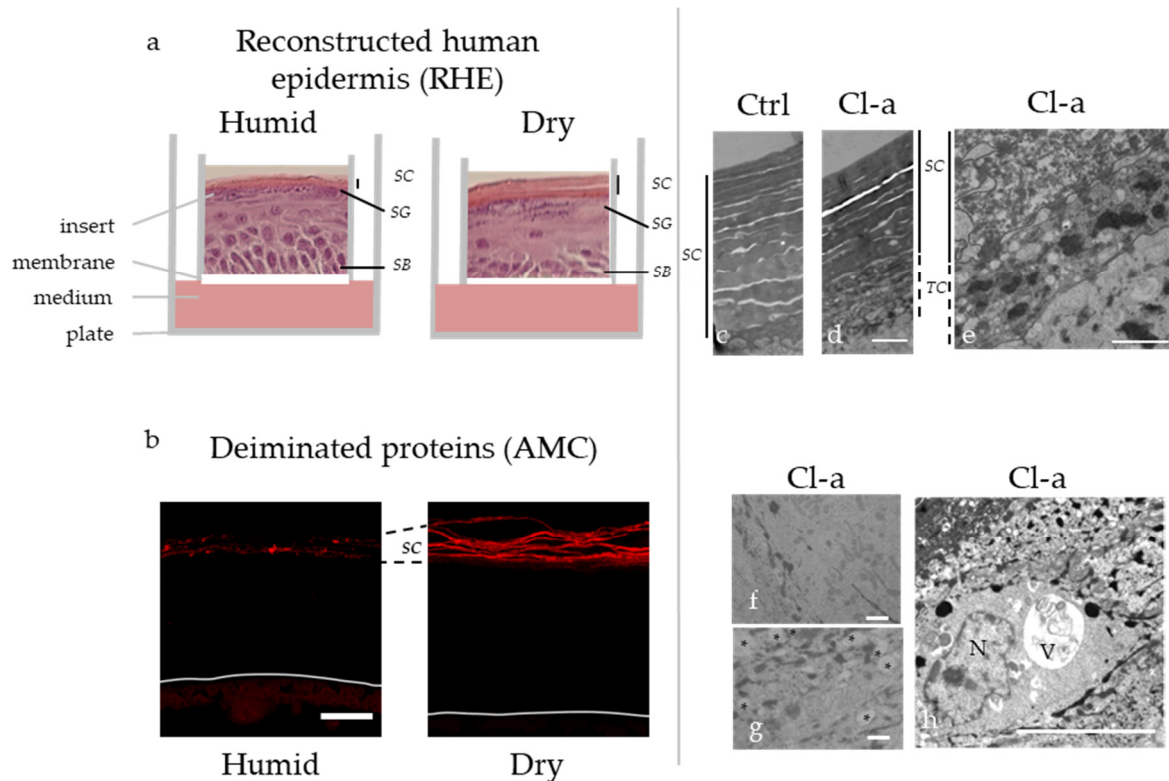 a
Reconstructed human
epidermis (RHE)
Humid
Dry
SC
SG
SB
SC
SG
SB
insert
membrane
medium
plate
b
Deiminated proteins (AMC)
SC
Humid
Dry
Ctrl
Cl-a
Cl-a
SC
c
d
SC
TC
e
Cl-a
Cl-a
f
* * * * * * * *
g
N
V
h